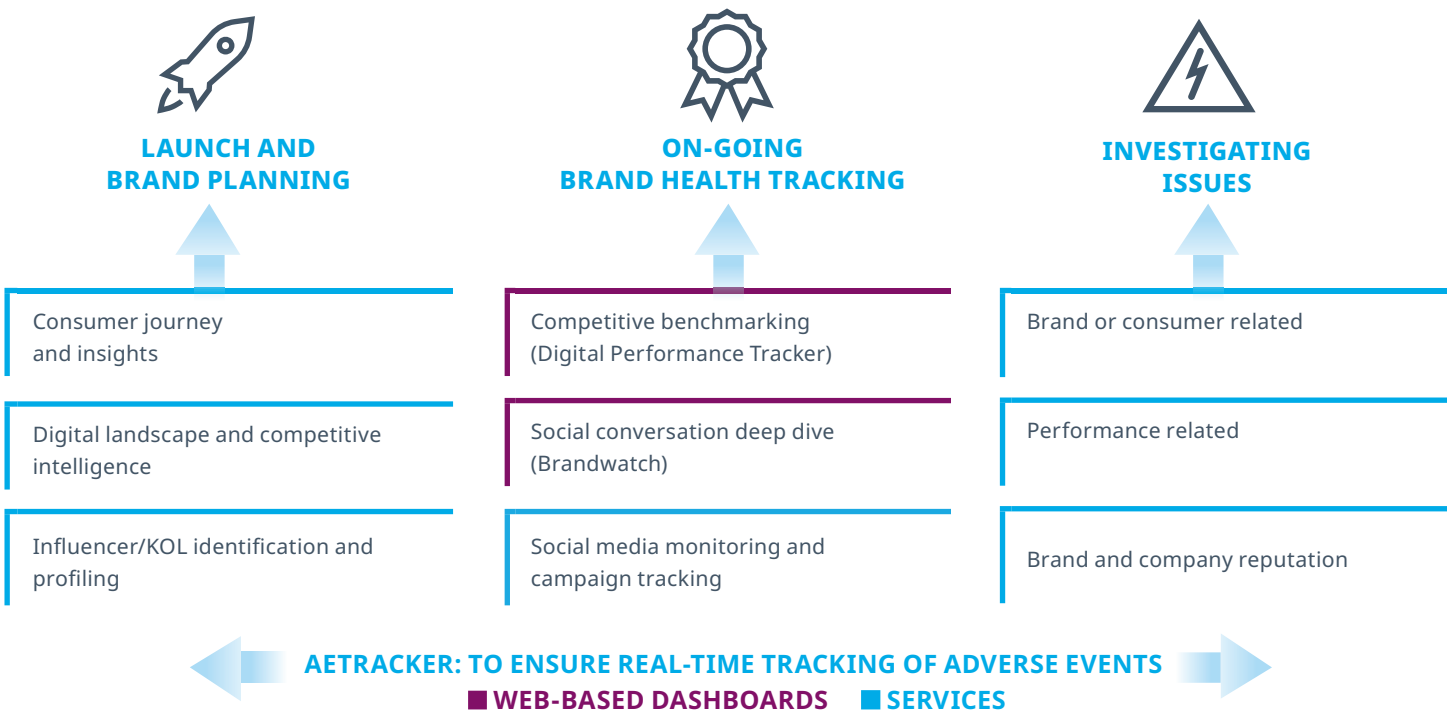 LAUNCH AND
BRAND PLANNING
Consumer journey
and insights
Digital landscape and competitive
intelligence
Influencer/KOL identification and
profiling
ON-GOING
BRAND HEALTH TRACKING
Competitive benchmarking
(Digital Performance Tracker)
Social conversation deep dive
(Brandwatch)
Social media monitoring and
campaign tracking
INVESTIGATING
ISSUES
Brand or consumer related
Performance related
Brand and company reputation
AETRACKER: TO ENSURE REAL-TIME TRACKING OF ADVERSE EVENTS
WEB-BASED DASHBOARDS SERVICES